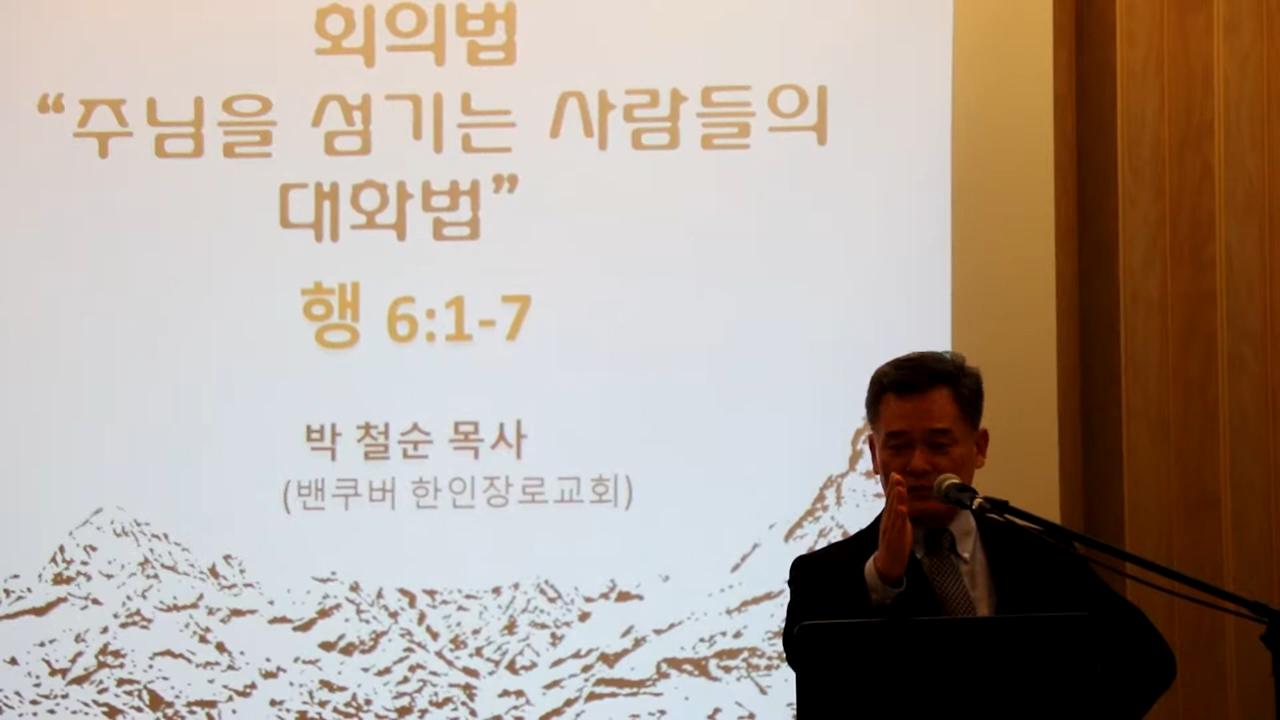 회의법
“주님을 섬기는 사람들의
대화법”
행 6:1-7
박 철순 목사
(밴쿠버 한인장로교회)